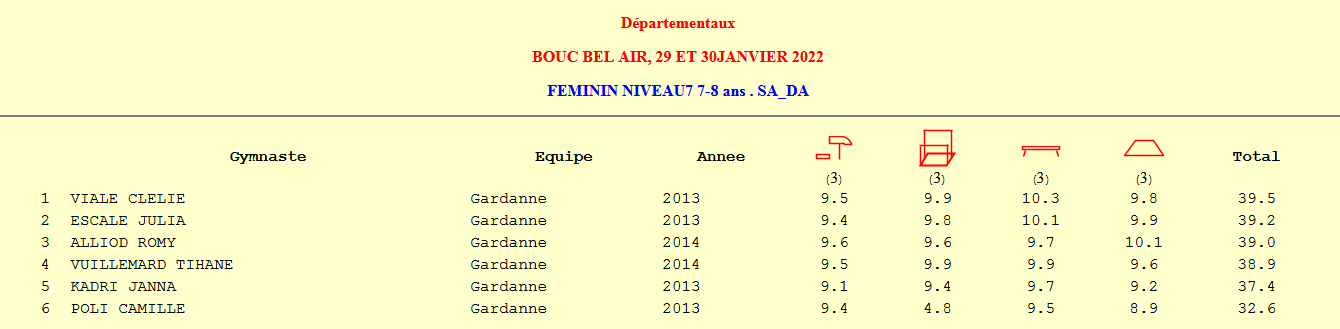 Départementaux
BOUC BEL AIR, 29 ET 30JANVIER 2022
FEMININ NIVEAU7 7-8 ans . SA_DA
Gymnaste Equipe Annee Total
(3) (3) (3) (3)
1 VIALE CLELIE Gardanne 2013 9.5 9.9 10.3 9.8 39.5
2 ESCALE JULIA Gardanne 2013 9.4 9.8 10.1 9.9 39.2
3 ALLIOD ROMY Gardanne 2014 9.6 9.6 9.7 10.1 39.0
4 VUILLEMARD TIHANE Gardanne 2014 9.5 9.9 9.9 9.6 38.9
5 KADRI JANNA Gardanne 2013 9.1 9.4 9.7 9.2 37.4
6 POLI CAMILLE Gardanne 2013 9.4 4.8 9.5 8.9 32.6